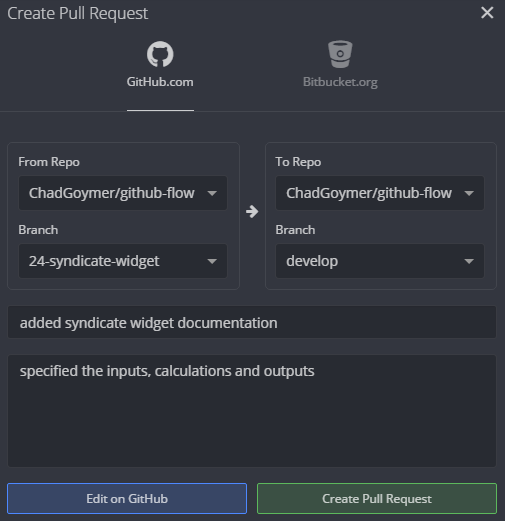 Create Pull Request
GitHub.com
Bitbucket.org
From Repo
ChadGoymer/github-flow
Branch
24-syndicate-widget
To Repo
ChadGoymer/github-flow
Branch
develop
added syndicate widget documentation
specified the inputs, calculations and outputs
Edit on GitHub
Create Pull Request